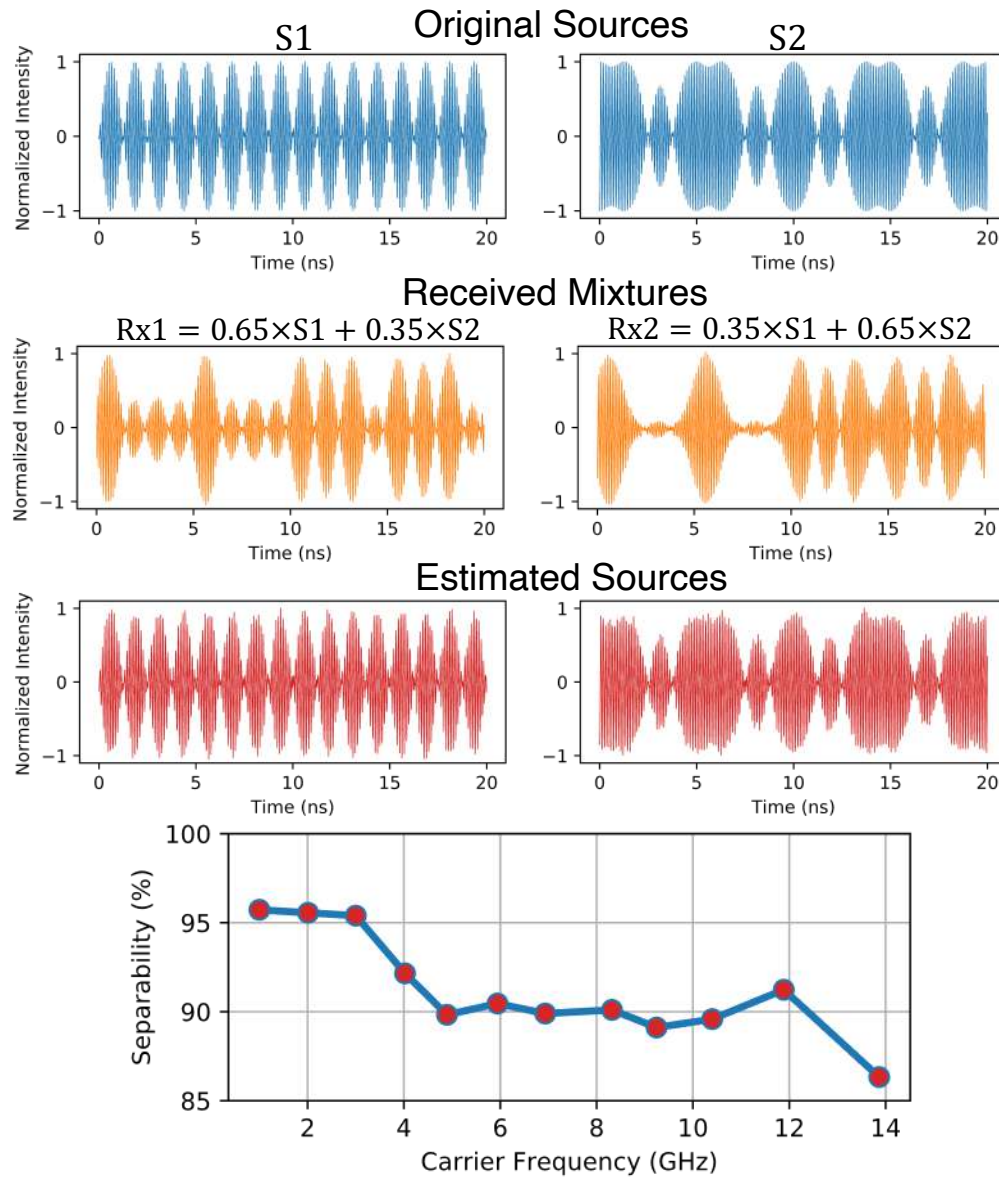 Original Sources
S1
S2
Normalized Intensity
1
0
−1
0 5 10 15 20
Time (ns)
1
0
−1
0 5 10 15 20
Time (ns)
Received Mixtures
Rx1 = 0.65×S1 + 0.35×S2
Rx2 = 0.35×S1 + 0.65×S2
Normalized Intensity
1
0
−1
0 5 10 15 20
Time (ns)
1
0
−1
0 5 10 15 20
Time (ns)
Estimated Sources
Normalized Intensity
1
0
−1
0 5 10 15 20
Time (ns)
1
0
−1
0 5 10 15 20
Time (ns)
Separability (%)
100
95
90
85
2 4 6 8 10 12 14
Carrier Frequency (GHz)